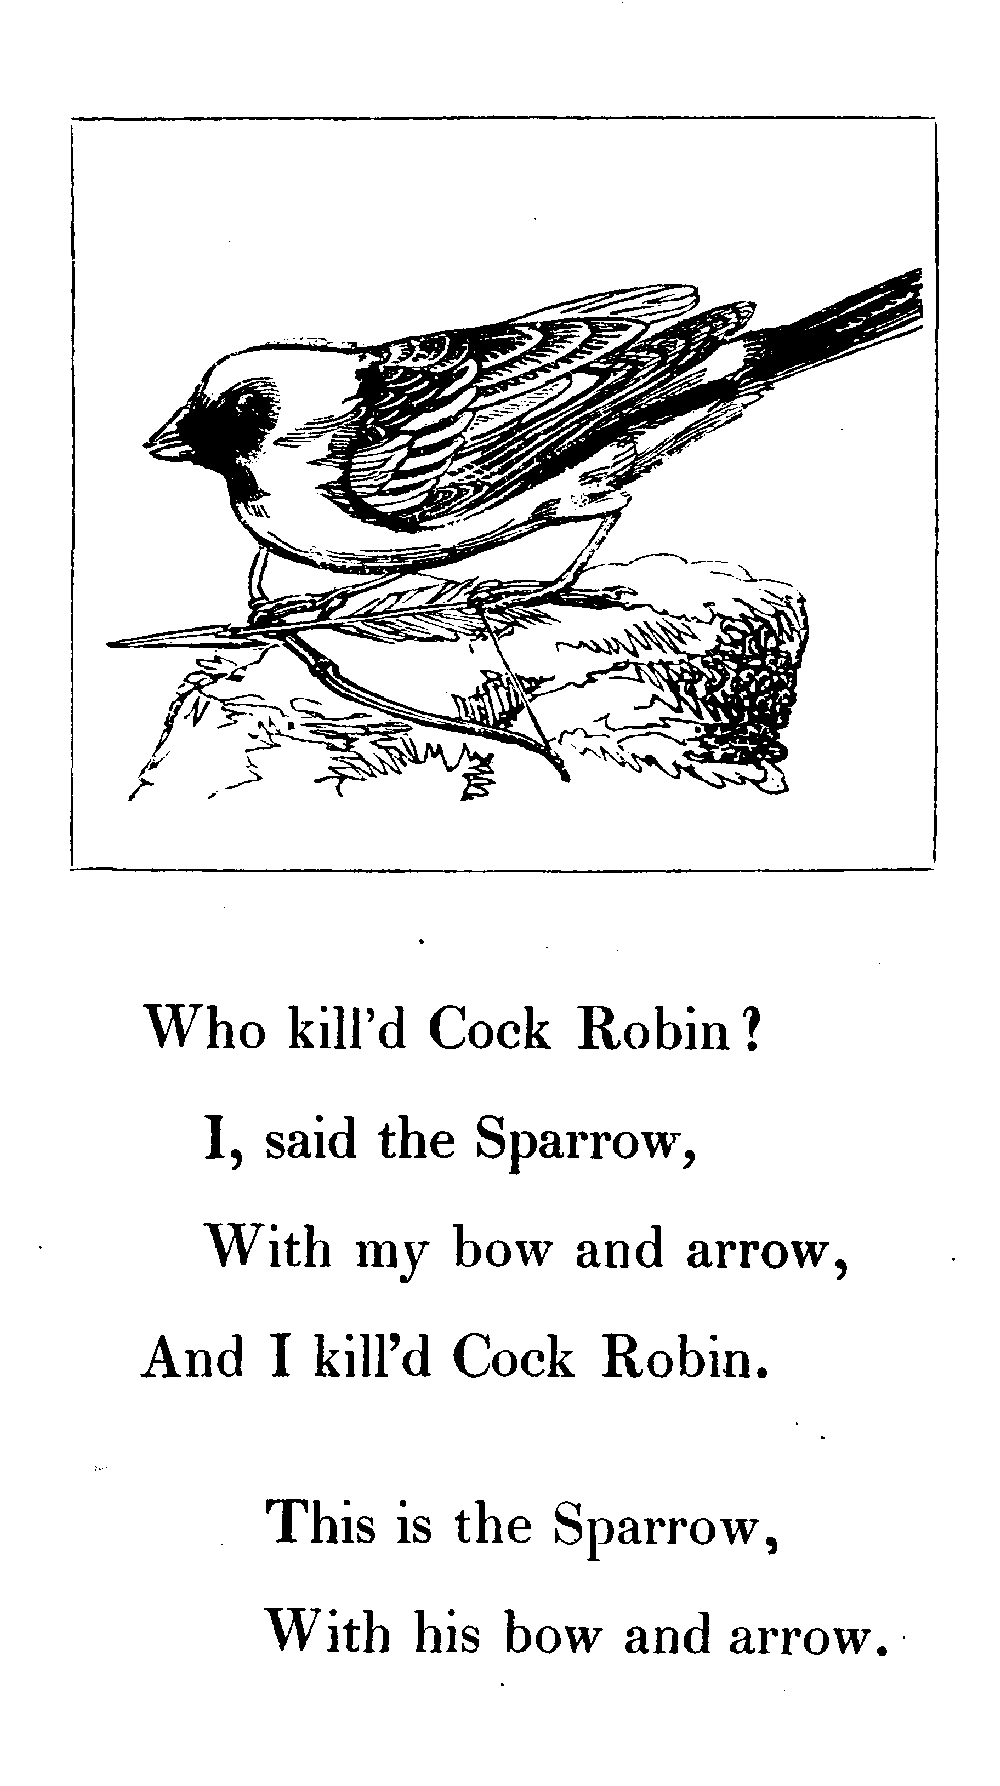 Who kill'd Cock Robin?
I, said the Sparrow,
With my bow and arrow,
And I kill'd Cock Robin.
This is the Sparrow,
With his bow and arrow.